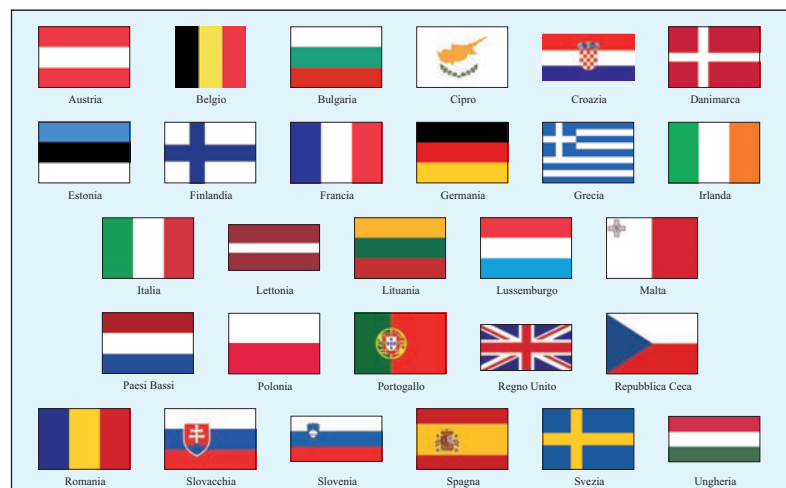 Austria Belgio Bulgaria Cipro Croazia Danimarca
Estonia Finlandia Francia Germania Grecia Irlanda
Italia Lettonia Lituania Lussemburgo Malta
Paesi Bassi Polonia Portogallo Regno Unito Repubblica Ceca
Romania Slovacchia Slovenia Spagna Svezia Ungheria